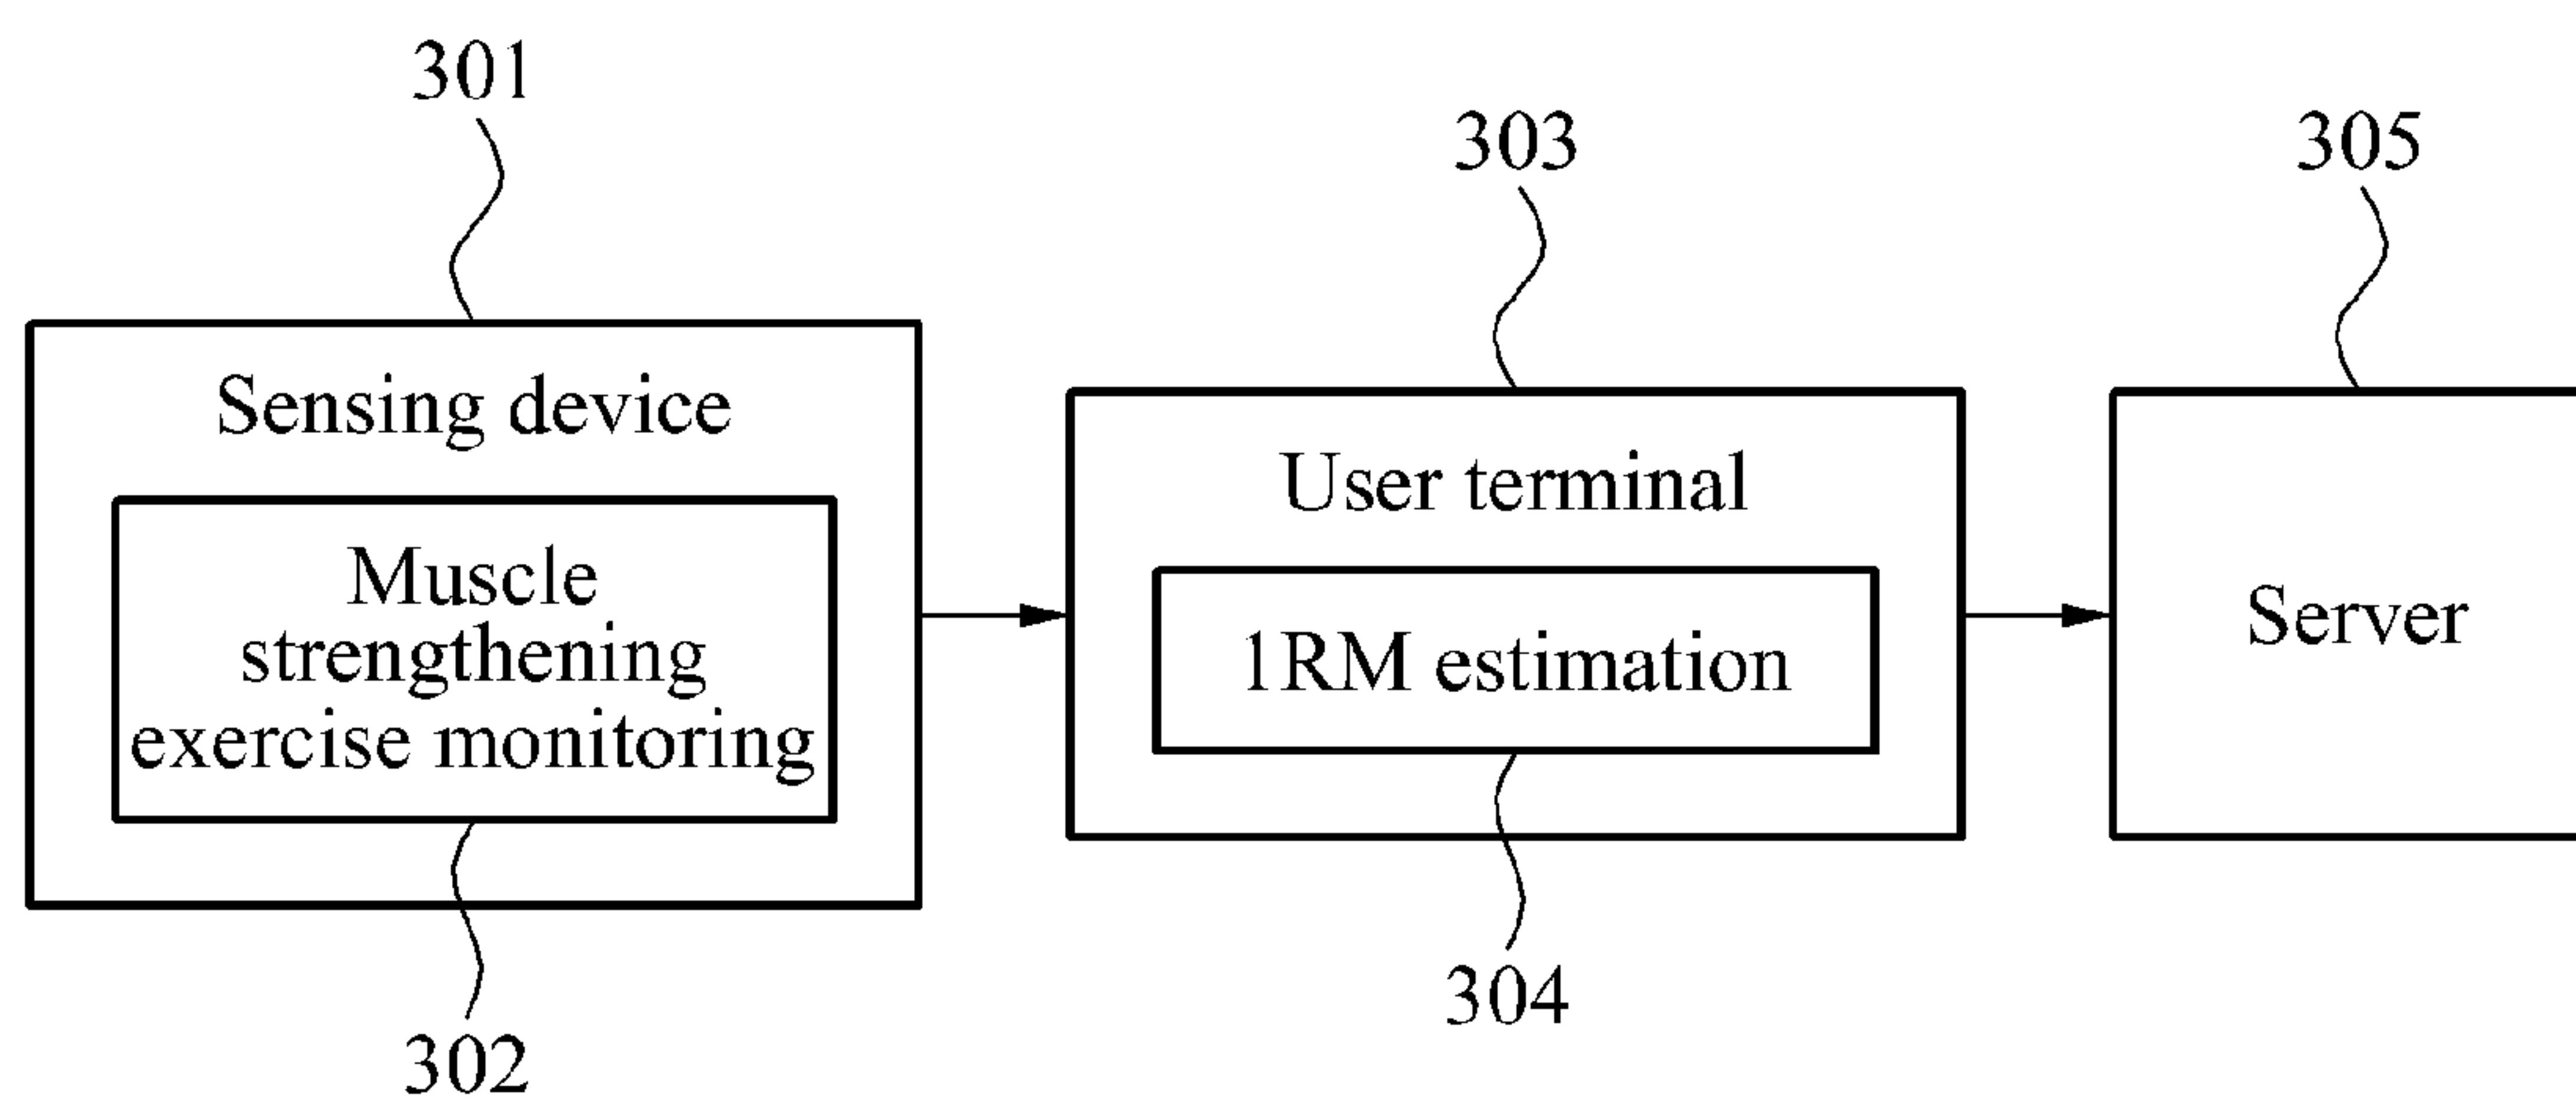 301
303
305
Sensing device
User terminal
Muscle
strengthening
exercise monitoring
1RM estimation
Server
304
302